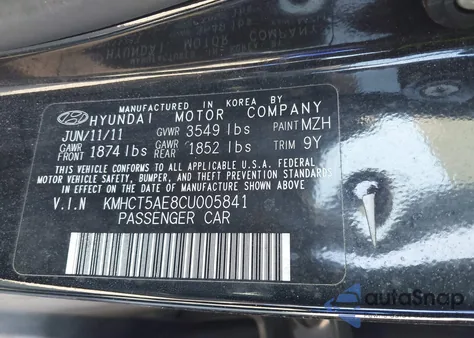 MANUFACTURED IN KOREA BY
HYUNDAI MOTOR COMPANY
JUN/11/11 GVWR 3549 lbs PAINT MZH
GAWR FRONT 1874 lbs GAWR REAR 1852 lbs TRIM 9Y
THIS VEHICLE CONFORMS TO ALL APPLICABLE U.S.A. FEDERAL
MOTOR VEHICLE SAFETY, BUMPER, AND THEFT PREVENTION STANDARDS
IN EFFECT ON THE DATE OF MANUFACTURE SHOWN ABOVE.
V.I.N KMHCT5AE8CU005841
PASSENGER CAR
autoSnap